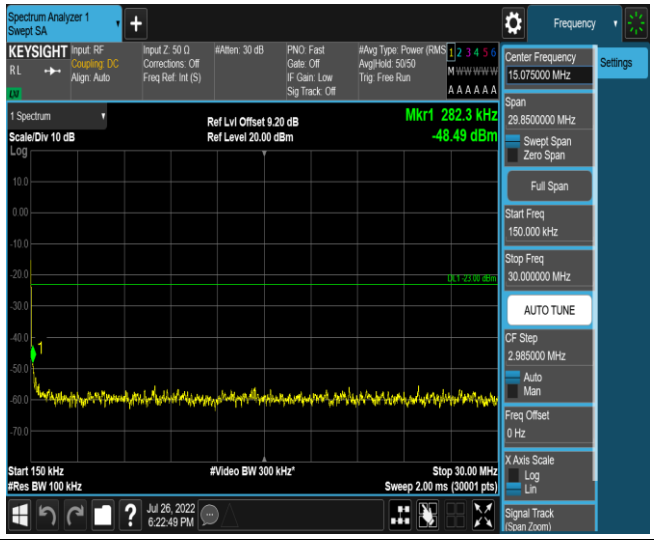 Spectrum Analyzer 1
Swept SA
Frequency
KEYSIGHT
RL
LXI
Input: RF
Coupling: DC
Align: Auto
Input Z: 50 Ω
Corrections: Off
Freq Ref: Int (S)
#Atten: 30 dB
PNO: Fast
Gate: Off
IF Gain: Low
Sig Track: Off
#Avg Type: Power (RMS
Avg|Hold: 50/50
Trig: Free Run
1 2 3 4 5 6
M W W W W W
A A A A A A
1 Spectrum
Scale/Div 10 dB
Log
Ref Lvl Offset 9.20 dB
Ref Level 20.00 dBm
Mkr1 282.3 kHz
-48.49 dBm
10.0
0.00
-10.0
-20.0
DL1 -23.00 dBm
-30.0
-40.0
1
-50.0
-60.0
-70.0
Start 150 kHz
#Res BW 100 kHz
#Video BW 300 kHz*
Stop 30.00 MHz
Sweep 2.00 ms (30001 pts)
Jul 26, 2022
6:22:49 PM
Center Frequency
15.075000 MHz
Settings
Span
29.8500000 MHz
Swept Span
Zero Span
Full Span
Start Freq
150.000 kHz
Stop Freq
30.000000 MHz
AUTO TUNE
CF Step
2.985000 MHz
Auto
Man
Freq Offset
0 Hz
X Axis Scale
Log
Lin
Signal Track
(Span Zoom)